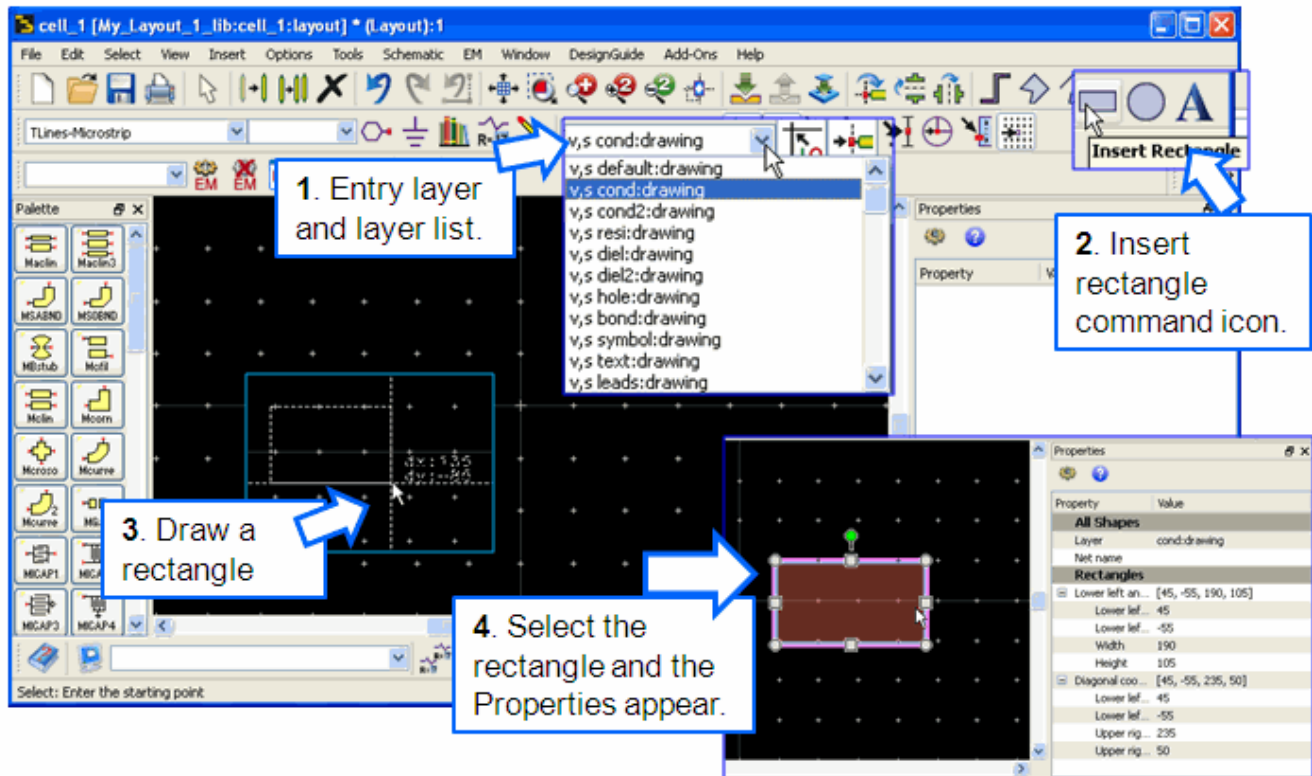 cell_1 [My_Layout_1_lib:cell_1:layout] * (Layout):1
File Edit Select View Insert Options Tools Schematic EM Window DesignGuide Add-Ons Help
TLines-Microstrip
v,s cond:drawing
Insert Rectangle
EM EM
1. Entry layer
and layer list.
v,s default:drawing
v,s cond:drawing
v,s cond2:drawing
v,s resi:drawing
v,s diel:drawing
v,s diel2:drawing
v,s hole:drawing
v,s bond:drawing
v,s symbol:drawing
v,s text:drawing
v,s leads:drawing
2. Insert
rectangle
command icon.
Palette
Maclin Maclin3
MSABND MSOBND
MBstub Mcfil
Mclin Mcorn
Mcroso Mcurve
Mcurve
MICAP1
MICAP3 MICAP4
Properties
Property
3. Draw a
rectangle
4. Select the
rectangle and the
Properties appear.
Select: Enter the starting point
Properties
Property Value
All Shapes
Layer cond:drawing
Net name
Rectangles
Lower left an... [45, -55, 190, 105]
Lower lef... 45
Lower lef... -55
Width 190
Height 105
Diagonal coo... [45, -55, 235, 50]
Lower lef... 45
Lower lef... -55
Upper rig... 235
Upper rig... 50